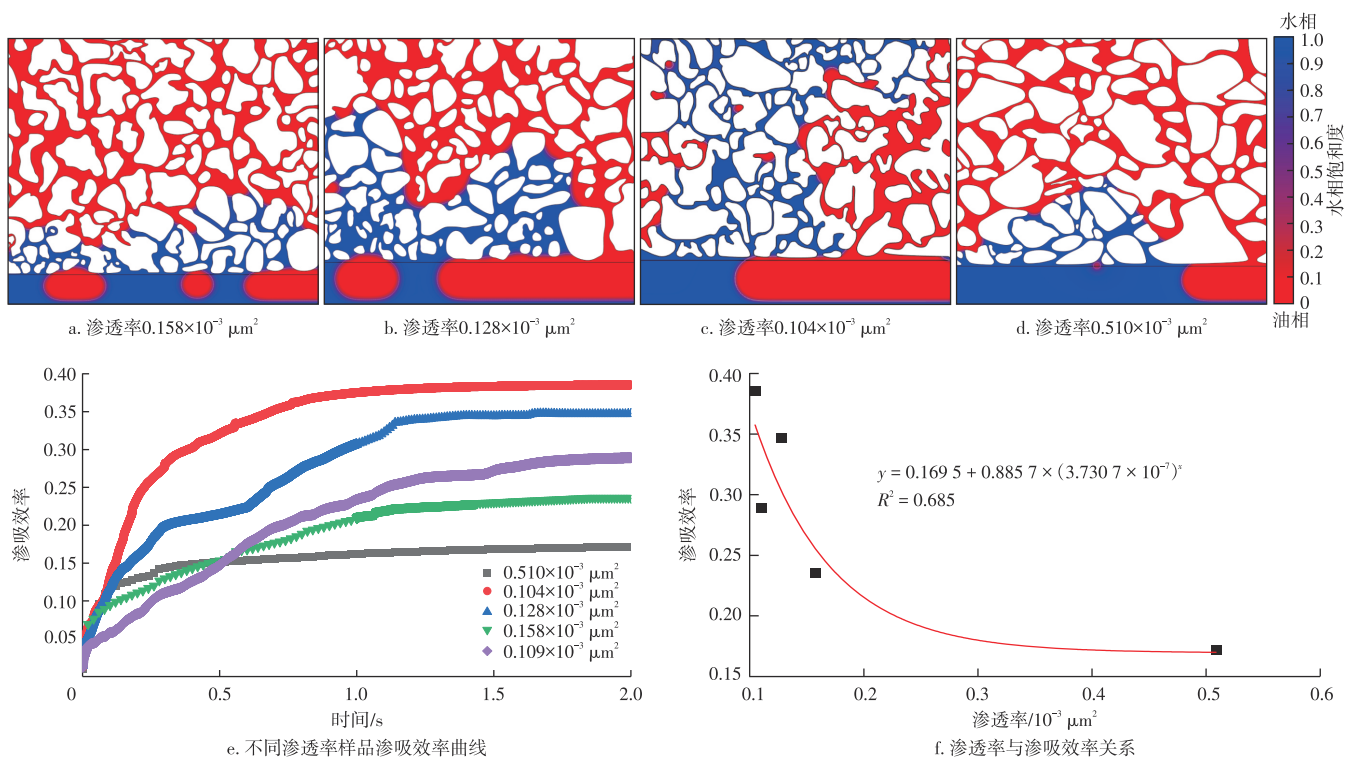 水相
1.0
0.9
0.8
0.7
0.6
0.5
0.4
0.3
0.2
0.1
0
水相饱和度
油相
a. 渗透率0.158×10⁻³ μm²
b. 渗透率0.128×10⁻³ μm²
c. 渗透率0.104×10⁻³ μm²
d. 渗透率0.510×10⁻³ μm²
0.40
0.35
0.30
0.25
0.20
0.15
0.10
0.05
渗吸效率
0.510×10⁻³ μm²
0.104×10⁻³ μm²
0.128×10⁻³ μm²
0.158×10⁻³ μm²
0.109×10⁻³ μm²
0 0.5 1.0 1.5 2.0
时间/s
e. 不同渗透率样品渗吸效率曲线
0.40
0.35
0.30
0.25
0.20
0.15
渗吸效率
y = 0.169 5 + 0.885 7 × (3.730 7 × 10⁻⁷)ˣ
R² = 0.685
0.1 0.2 0.3 0.4 0.5 0.6
渗透率/10⁻³ μm²
f. 渗透率与渗吸效率关系